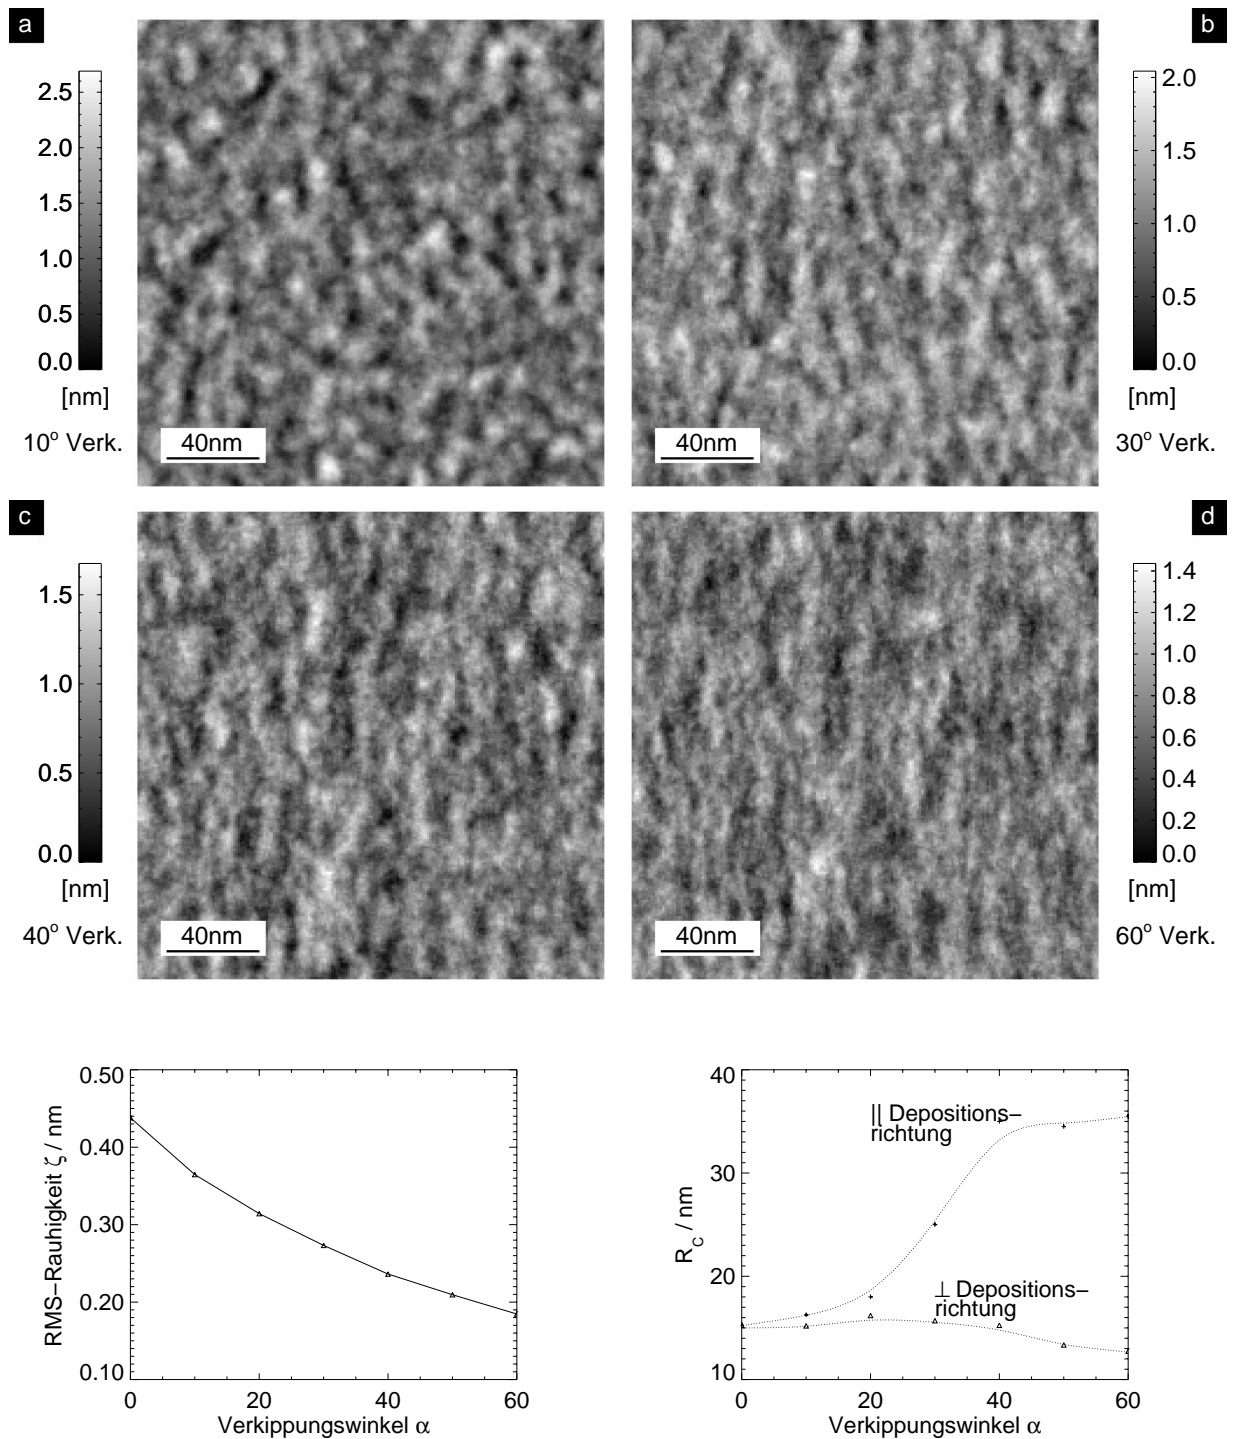 a
2.5
2.0
1.5
1.0
0.5
0.0
[nm]
10° Verk.
40nm
b
2.0
1.5
1.0
0.5
0.0
[nm]
30° Verk.
40nm
c
1.5
1.0
0.5
0.0
[nm]
40° Verk.
40nm
d
1.4
1.2
1.0
0.8
0.6
0.4
0.2
0.0
[nm]
60° Verk.
40nm
RMS−Rauhigkeit ζ / nm
0.50
0.40
0.30
0.20
0.10
0 20 40 60
Verkippungswinkel α
R_C / nm
40
30
20
10
|| Depositions−
richtung
⊥ Depositions−
richtung
0 20 40 60
Verkippungswinkel α